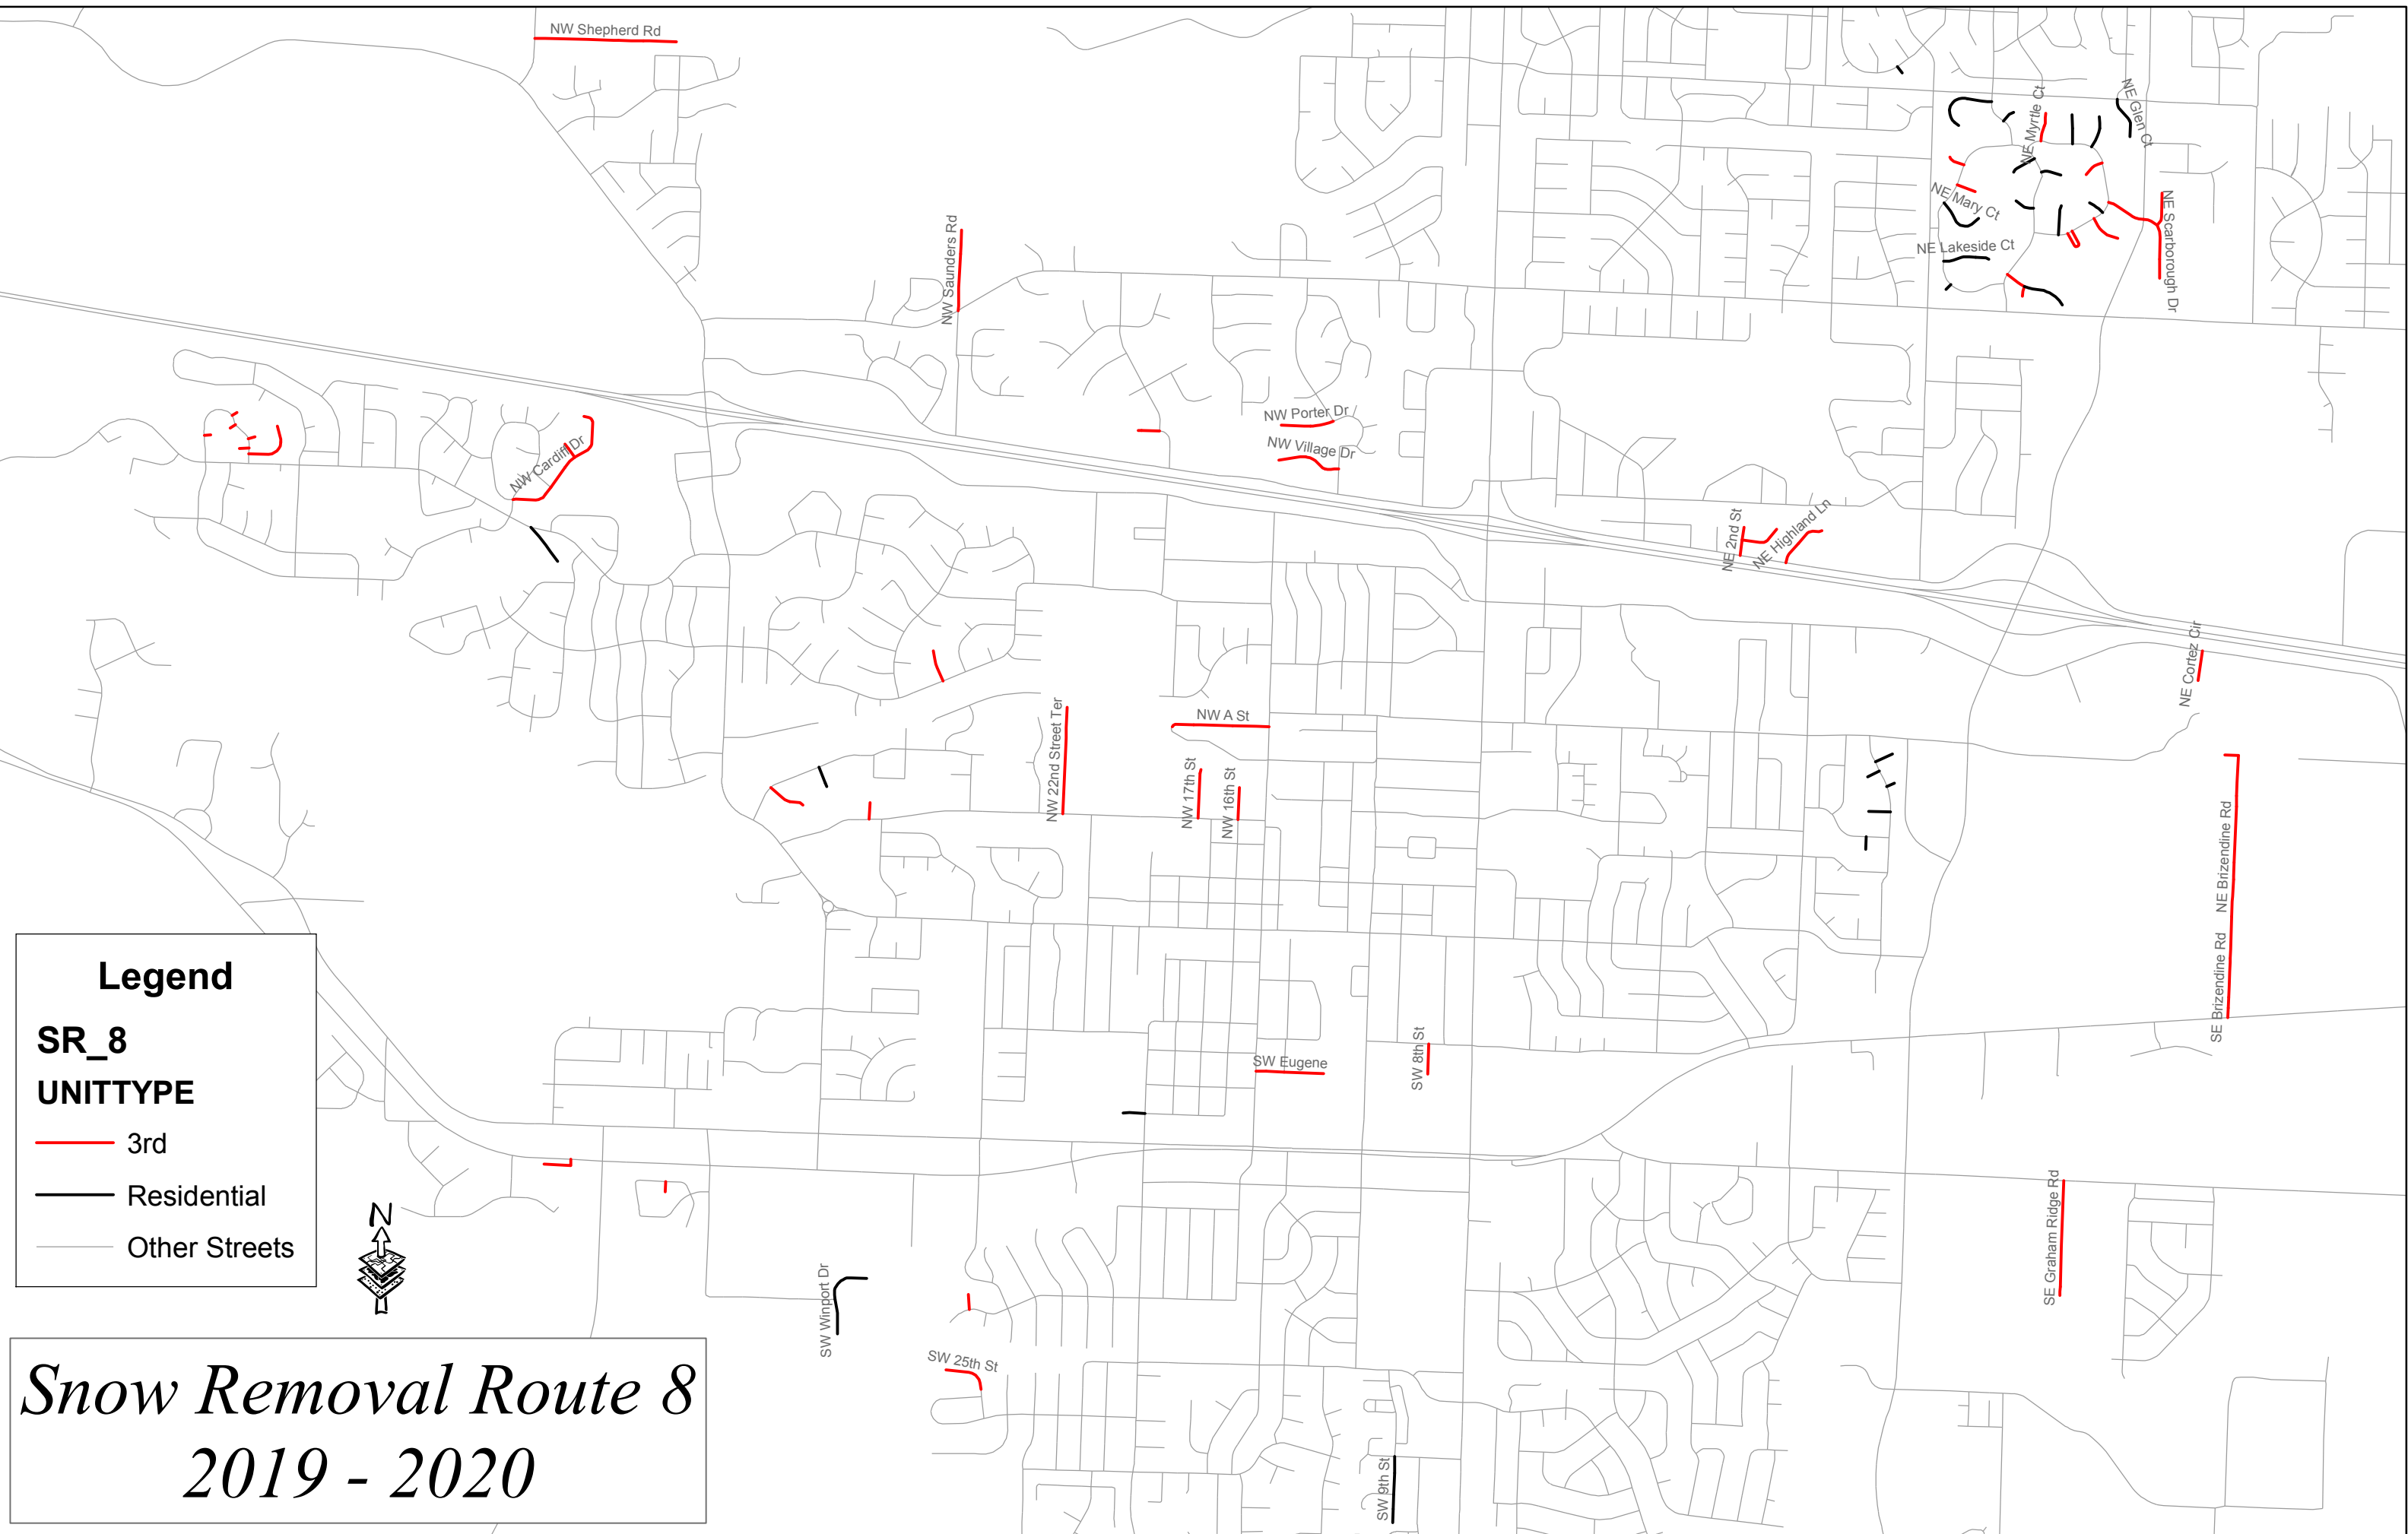 NW Shepherd Rd
NE Glen Ct
NE Myrtle Ct
NE Mary Ct
NE Scarborough Dr
NE Lakeside Ct
NW Saunders Rd
NW Porter Dr
NW Village Dr
NW Cardiff Dr
NE 2nd St
NE Highland Ln
NE Cortez Cir
NW A St
NW 22nd Street Ter
NW 17th St
NW 16th St
NE Brizendine Rd
SE Brizendine Rd
SW Eugene
SW 8th St
SE Graham Ridge Rd
SW Winport Dr
SW 25th St
SW 9th St
Legend
SR_8
UNITTYPE
3rd
Residential
Other Streets
N
Snow Removal Route 8
2019 - 2020